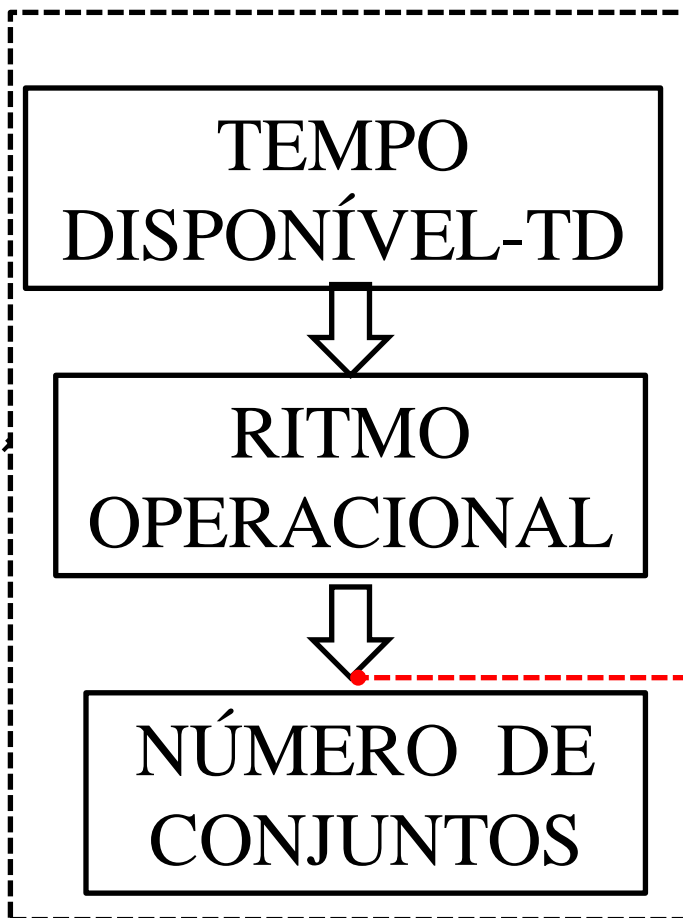 TEMPO
DISPONÍVEL-TD
RITMO
OPERACIONAL
NÚMERO DE
CONJUNTOS